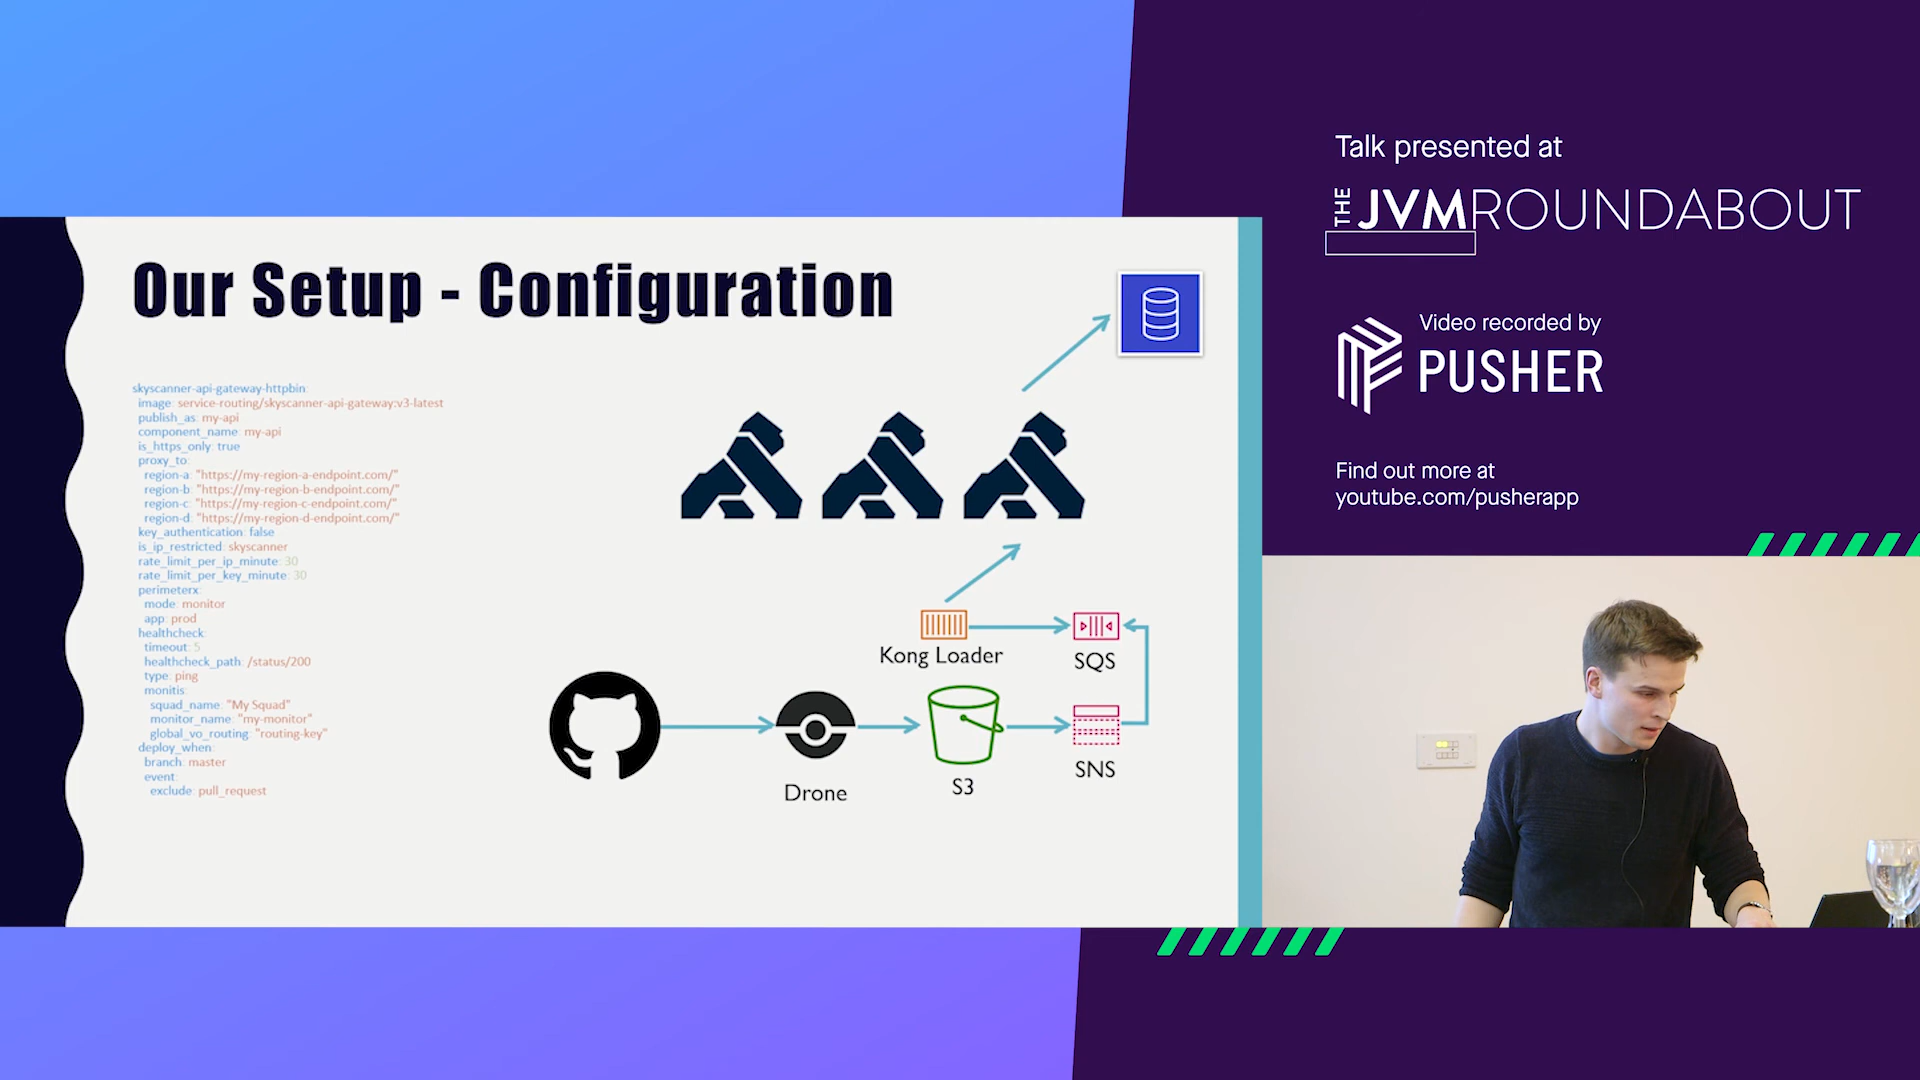 Talk presented at
THE JVMROUNDABOUT
Video recorded by
PUSHER
Find out more at
youtube.com/pusherapp
Our Setup - Configuration
skyscanner-api-gateway-httpbin:
image: service-routing/skyscanner-api-gateway:v3-latest
publish_as: my-api
component_name: my-api
is_https_only: true
proxy_to:
region-a: "https://my-region-a-endpoint.com/"
region-b: "https://my-region-b-endpoint.com/"
region-c: "https://my-region-c-endpoint.com/"
region-d: "https://my-region-d-endpoint.com/"
key_authentication: false
is_ip_restricted: skyscanner
rate_limit_per_ip_minute: 30
rate_limit_per_key_minute: 30
perimeterx:
mode: monitor
app: prod
healthcheck:
timeout: 5
healthcheck_path: /status/200
type: ping
monitis:
squad_name: "My Squad"
monitor_name: "my-monitor"
global_vo_routing: "routing-key"
deploy_when:
branch: master
event:
exclude: pull_request
Kong Loader
SQS
Drone
S3
SNS